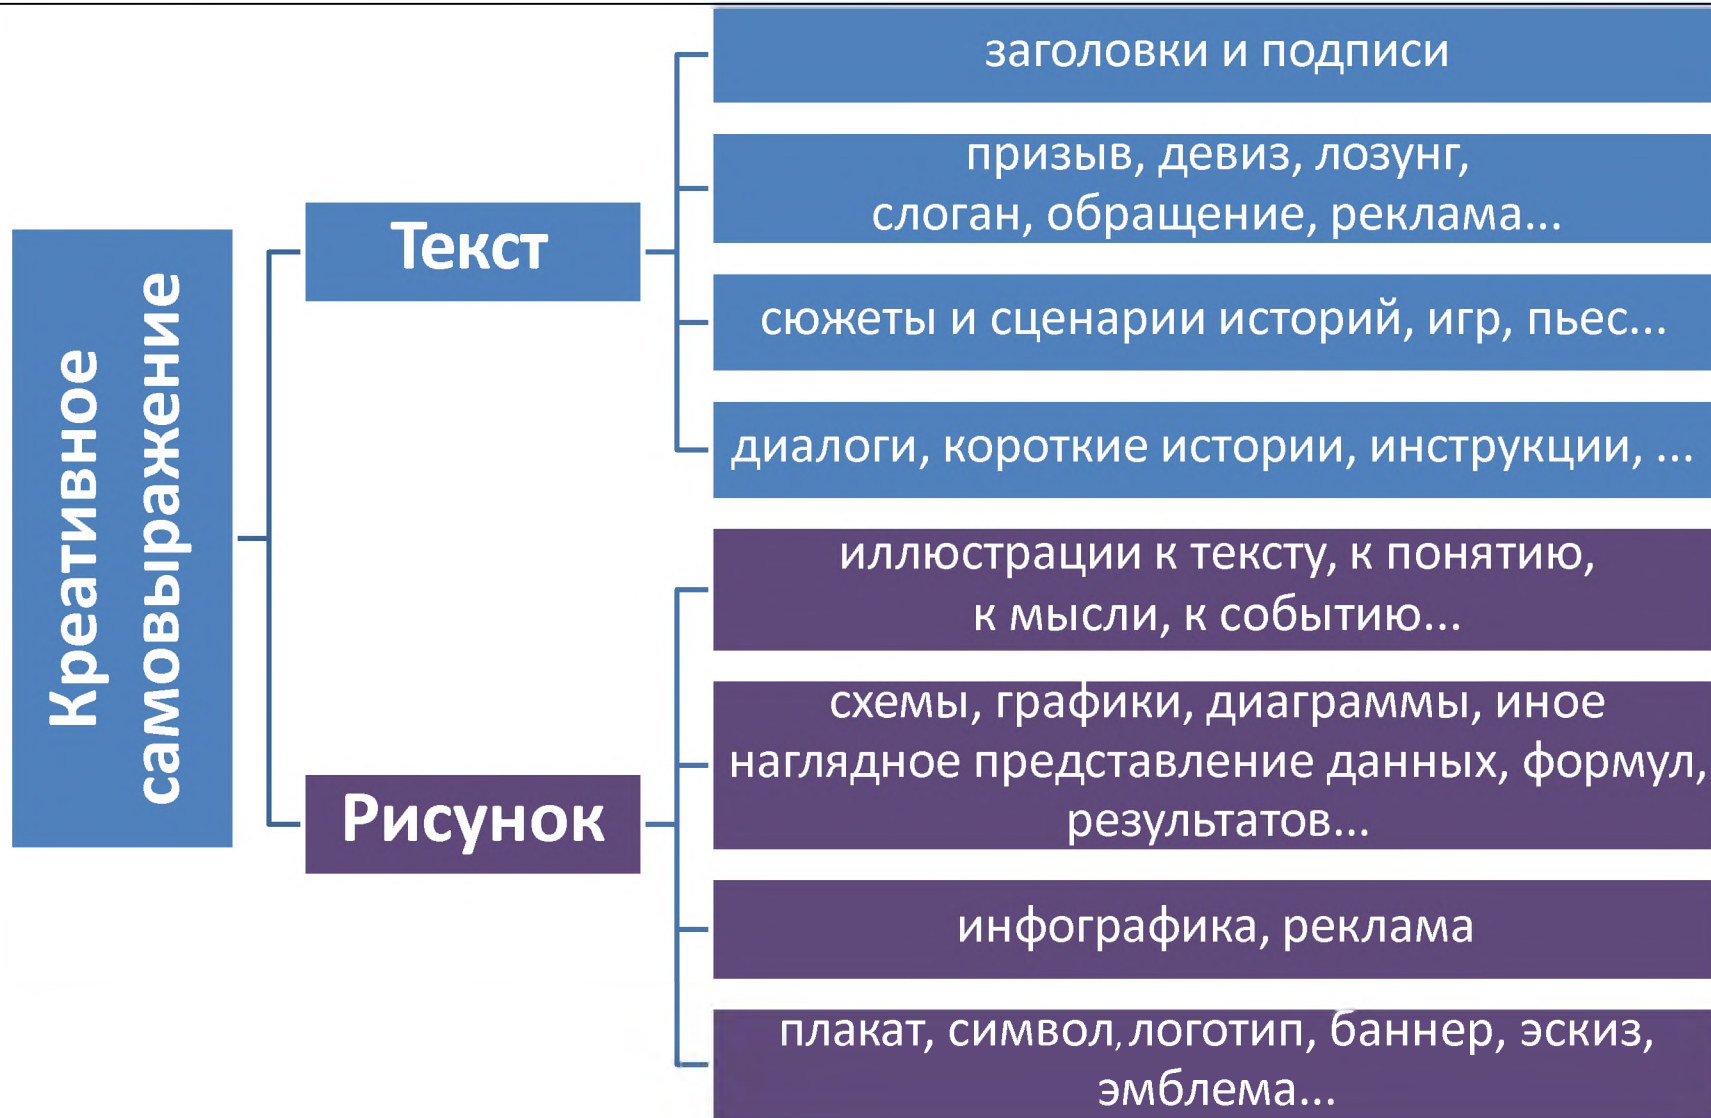 Креативное
самовыражение
Текст
заголовки и подписи
призыв, девиз, лозунг,
слоган, обращение, реклама...
сюжеты и сценарии историй, игр, пьес...
диалоги, короткие истории, инструкции, ...
Рисунок
иллюстрации к тексту, к понятию,
к мысли, к событию...
схемы, графики, диаграммы, иное
наглядное представление данных, формул,
результатов...
инфографика, реклама
плакат, символ, логотип, баннер, эскиз,
эмблема...